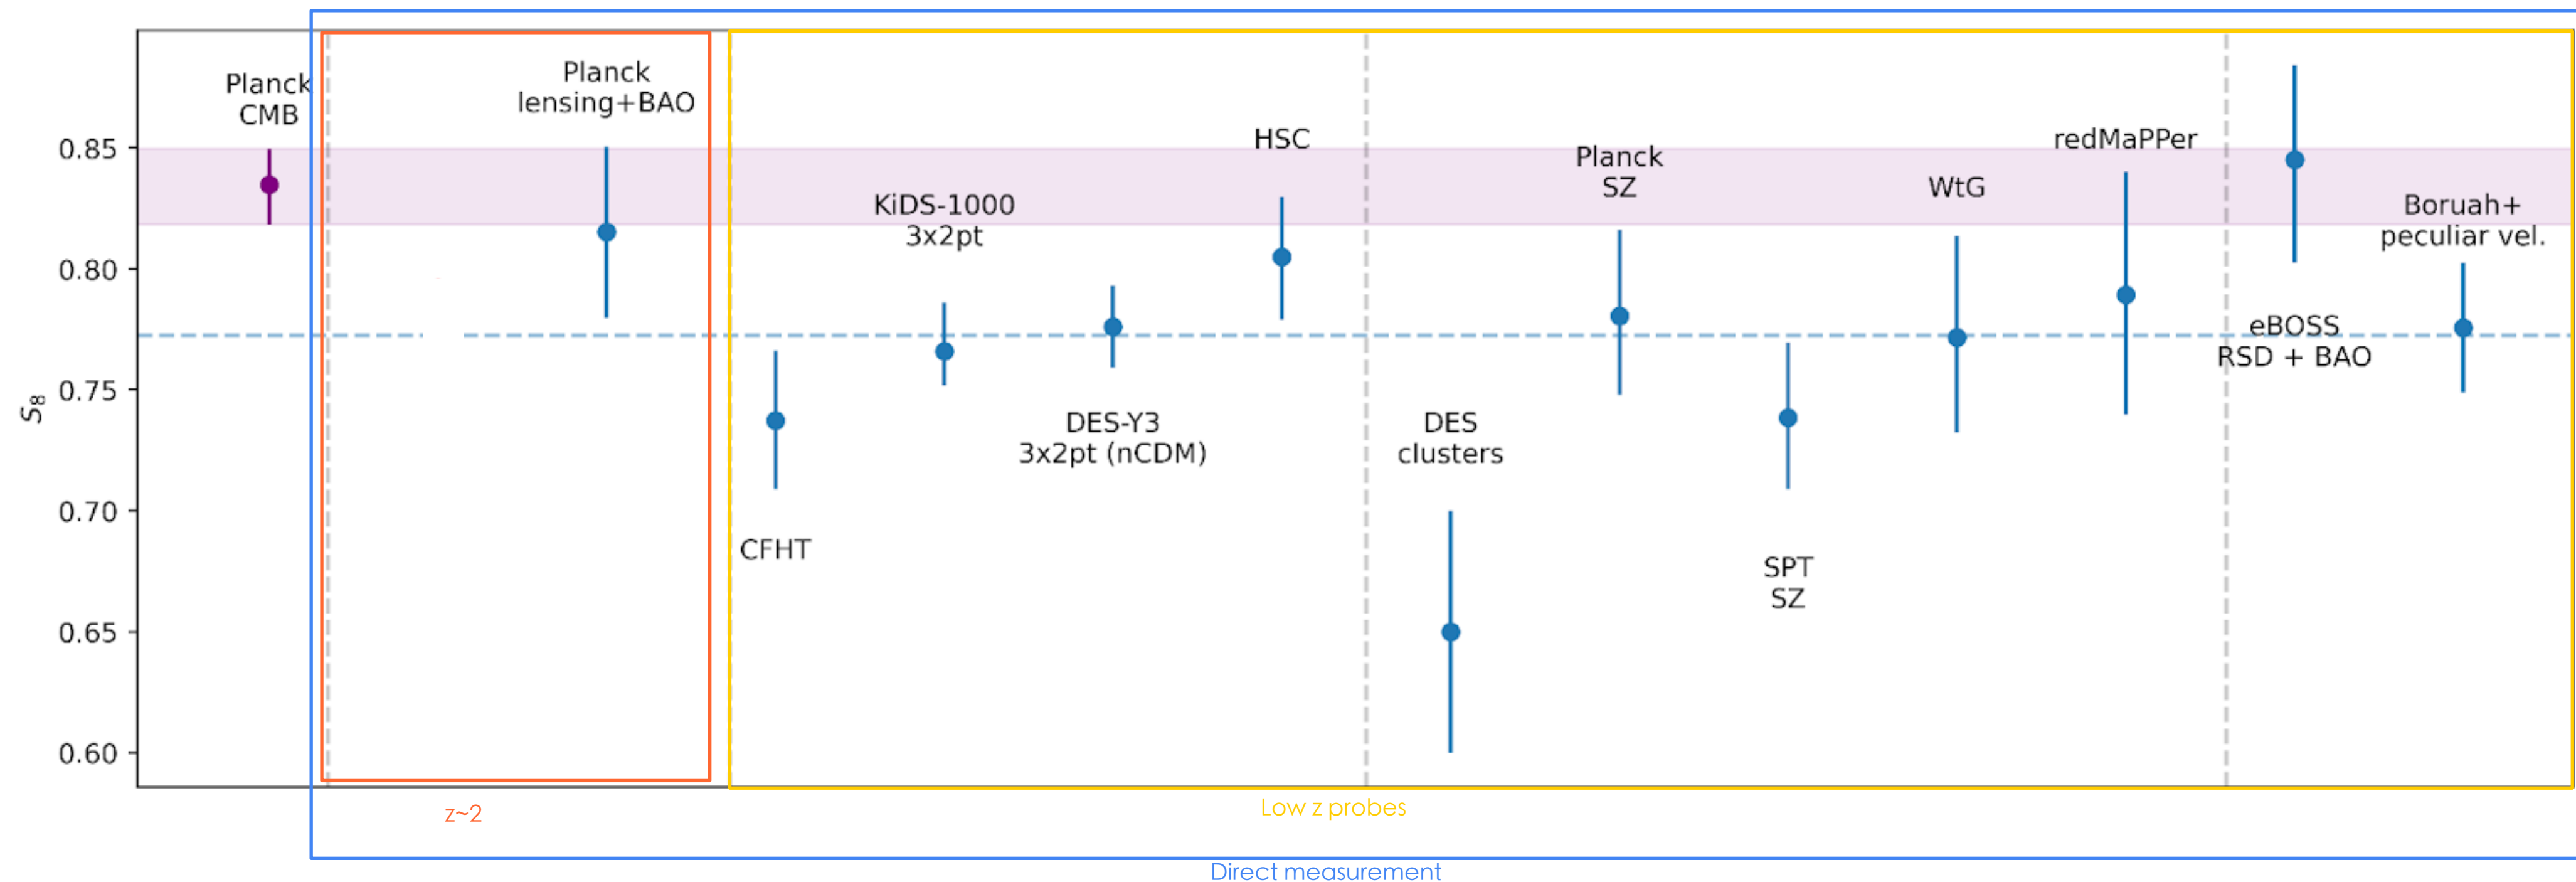 Planck
CMB
Planck
lensing+BAO
KiDS-1000
3x2pt
HSC
Planck
SZ
WtG
redMaPPer
Boruah+
peculiar vel.
eBOSS
RSD + BAO
DES-Y3
3x2pt (nCDM)
DES
clusters
CFHT
SPT
SZ
0.85
0.80
0.75
0.70
0.65
0.60
S8
z~2
Low z probes
Direct measurement